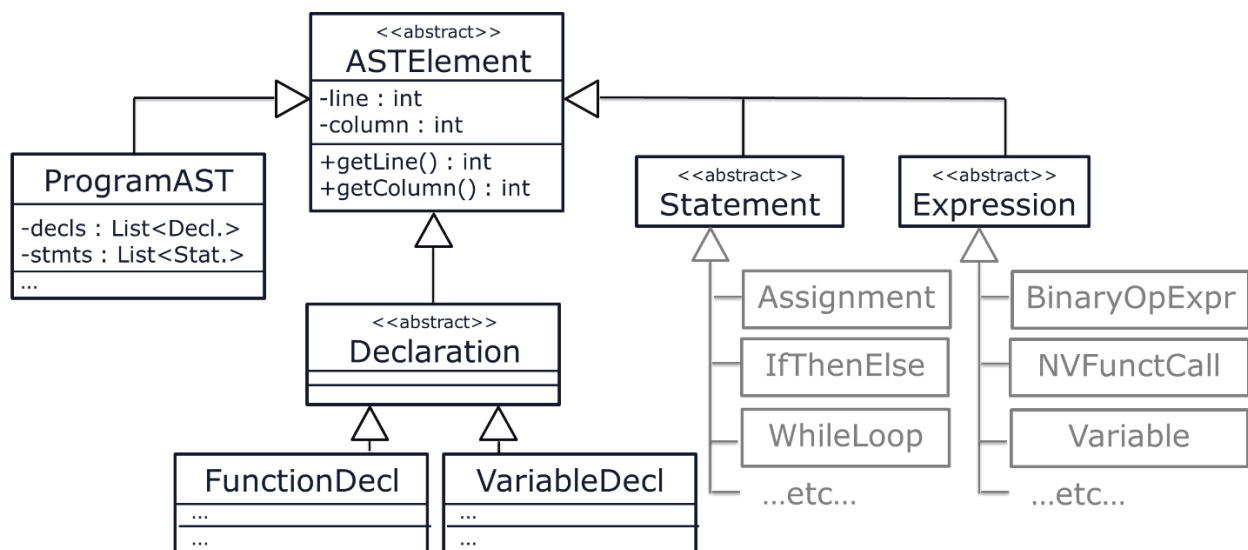 <<abstract>>
ASTElement
-line : int
-column : int
+getLine() : int
+getColumn() : int
ProgramAST
-decls : List<Decl.>
-stmts : List<Stat.>
...
<<abstract>>
Statement
<<abstract>>
Expression
<<abstract>>
Declaration
FunctionDecl
...
...
VariableDecl
...
...
Assignment
IfThenElse
WhileLoop
...etc...
BinaryOpExpr
NVFunctCall
Variable
...etc...